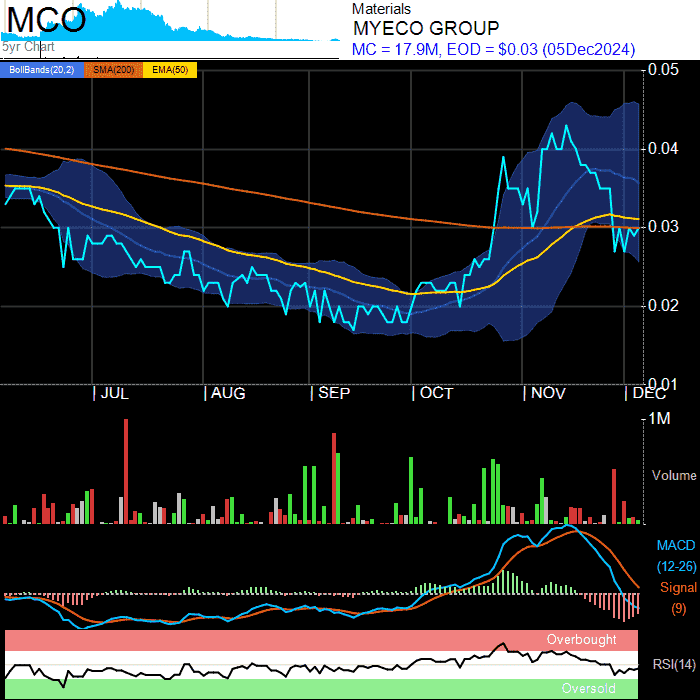 MCO
5yr Chart
Materials
MYECO GROUP
MC = 17.9M, EOD = $0.03 (05Dec2024)
BollBands(20,2) SMA(200) EMA(50)
0.05
0.04
0.03
0.02
0.01
JUL AUG SEP OCT NOV DEC
1M
Volume
MACD
(12-26)
Signal
(9)
Overbought
RSI(14)
Oversold